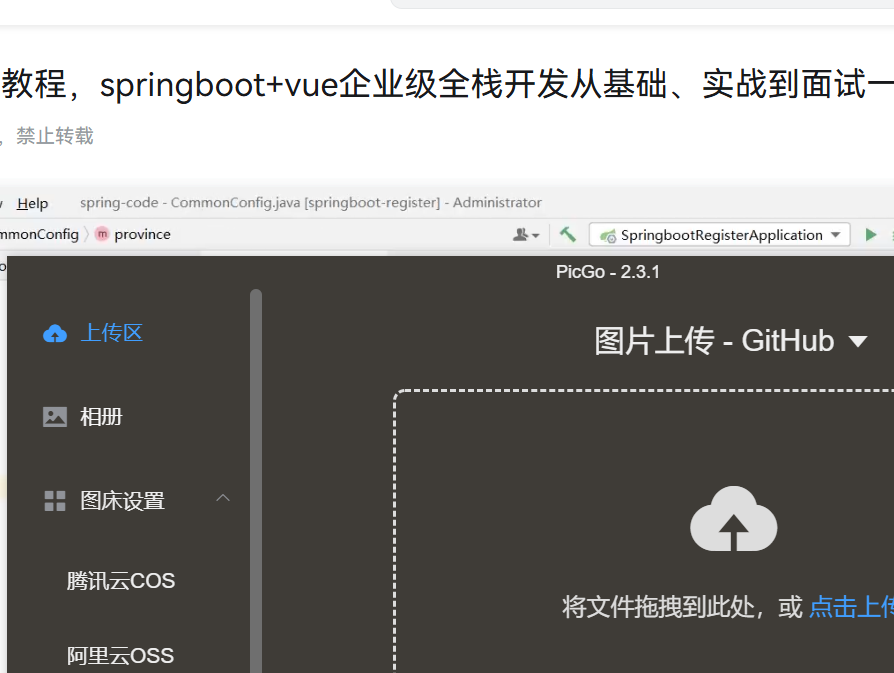 教程，springboot+vue企业级全栈开发从基础、实战到面试一
，禁止转载
Help spring-code - CommonConfig.java [springboot-register] - Administrator
mmonConfig province SpringbootRegisterApplication
PicGo - 2.3.1
上传区
图片上传 - GitHub
相册
图床设置
腾讯云COS
将文件拖拽到此处，或 点击上传
阿里云OSS